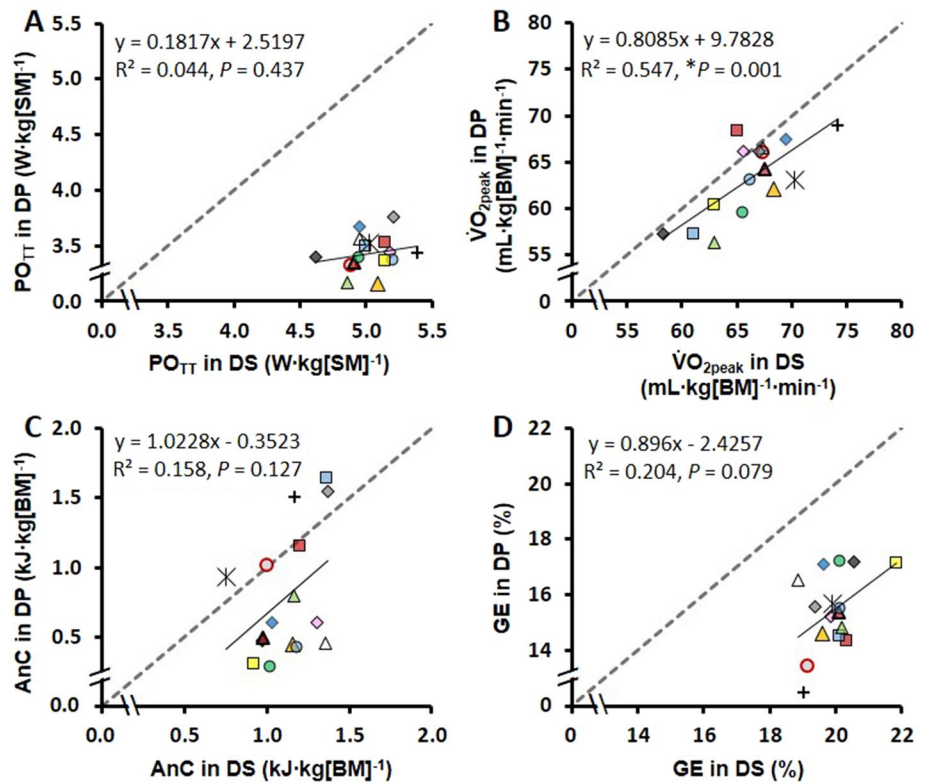 A
y = 0.1817x + 2.5197
R² = 0.044, P = 0.437
PO_TT in DP (W·kg[SM]⁻¹)
5.5
5.0
4.5
4.0
3.5
0.0
0.0 3.5 4.0 4.5 5.0 5.5
PO_TT in DS (W·kg[SM]⁻¹)
B
y = 0.8085x + 9.7828
R² = 0.547, *P = 0.001
V̇O₂peak in DP
(mL·kg[BM]⁻¹·min⁻¹)
80
75
70
65
60
55
0
0 55 60 65 70 75 80
V̇O₂peak in DS
(mL·kg[BM]⁻¹·min⁻¹)
C
y = 1.0228x - 0.3523
R² = 0.158, P = 0.127
AnC in DP (kJ·kg[BM]⁻¹)
2.0
1.5
1.0
0.5
0.0
0.0 0.5 1.0 1.5 2.0
AnC in DS (kJ·kg[BM]⁻¹)
D
y = 0.896x - 2.4257
R² = 0.204, P = 0.079
GE in DP (%)
22
20
18
16
14
0
0 14 16 18 20 22
GE in DS (%)